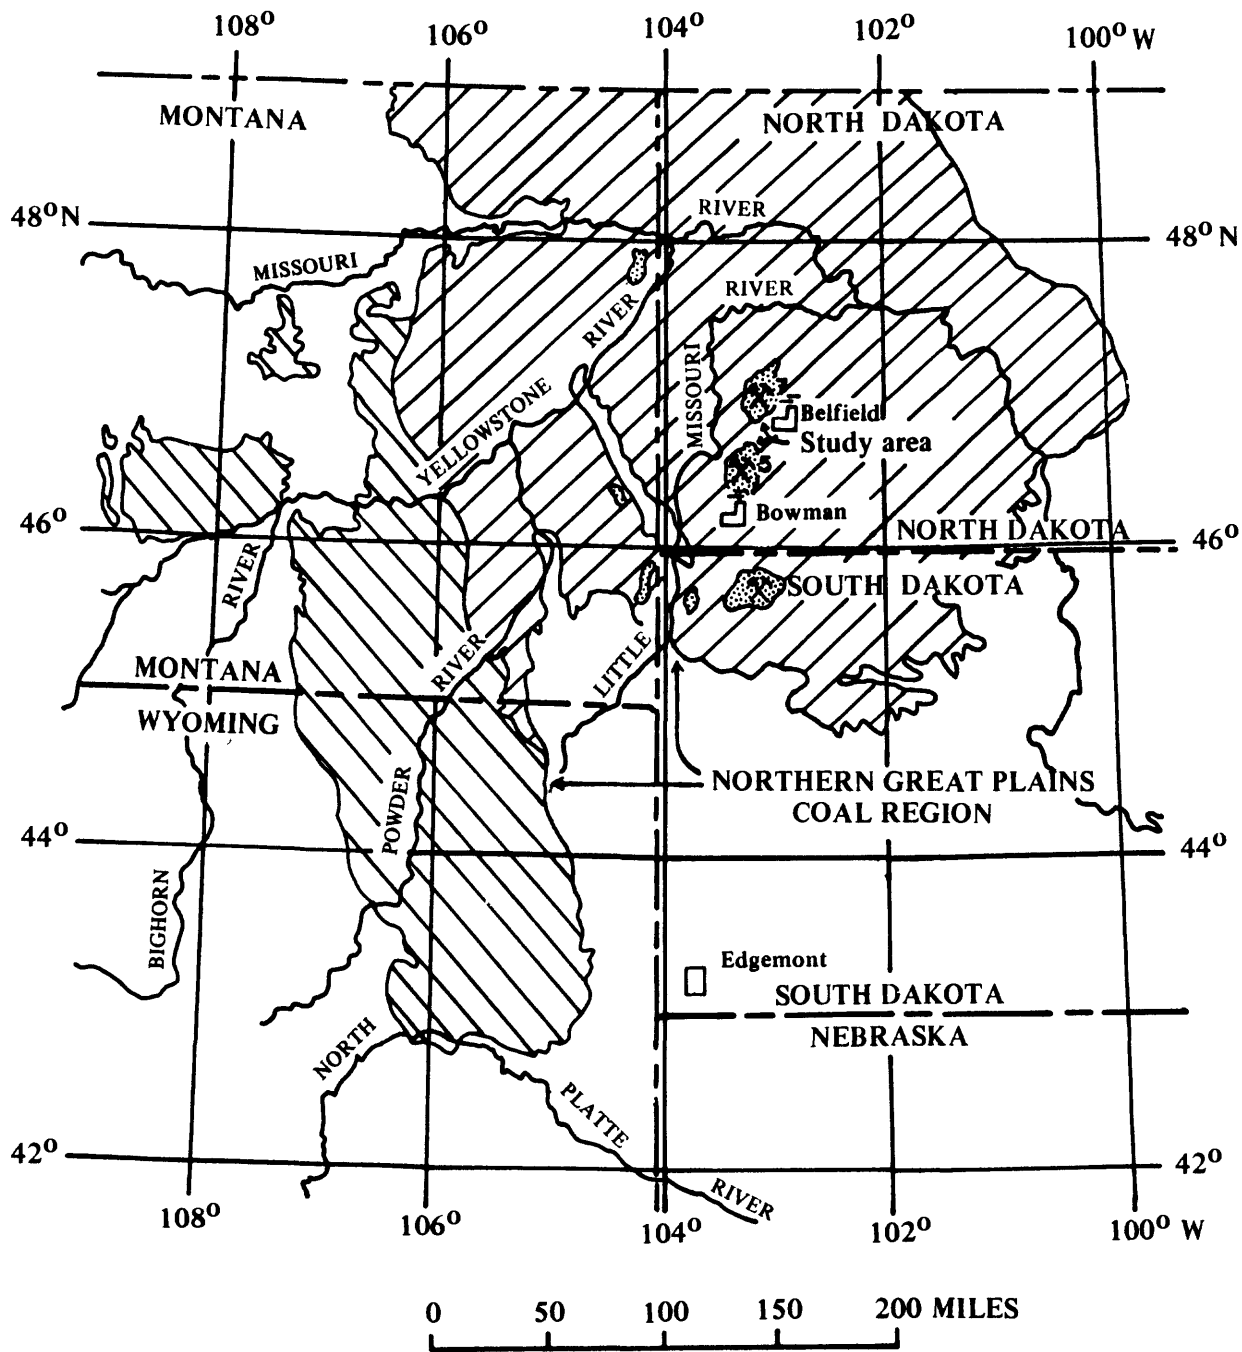 108° 106° 104° 102° 100° W
MONTANA
NORTH DAKOTA
48° N
RIVER
48° N
MISSOURI
RIVER
RIVER
MISSOURI
YELLOWSTONE
Belfield
Study area
5
Bowman
46°
NORTH DAKOTA
46°
RIVER
SOUTH DAKOTA
RIVER
LITTLE
MONTANA
WYOMING
NORTHERN GREAT PLAINS
COAL REGION
POWDER
44°
44°
BIGHORN
Edgemont
SOUTH DAKOTA
NEBRASKA
NORTH
PLATTE
42°
42°
RIVER
108° 106° 104° 102° 100° W
0 50 100 150 200 MILES